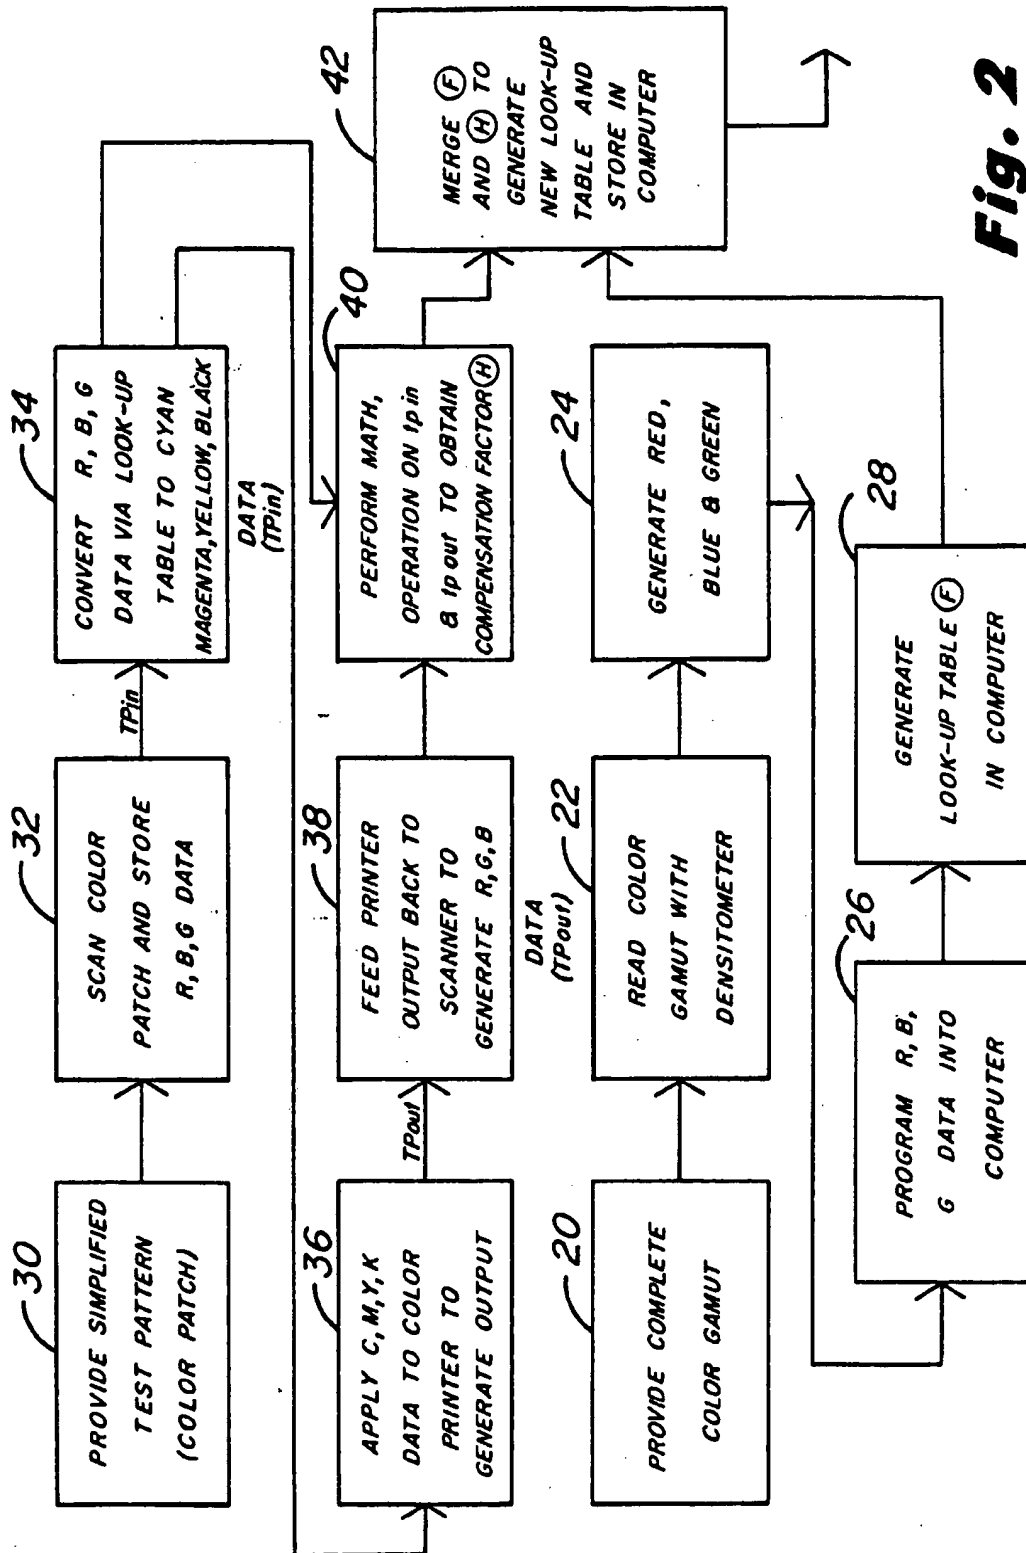 30
PROVIDE SIMPLIFIED
TEST PATTERN
(COLOR PATCH)
32
SCAN COLOR
PATCH AND STORE
R, B, G DATA
TPin
34
CONVERT R, B, G
DATA VIA LOOK-UP
TABLE TO CYAN
MAGENTA, YELLOW, BLACK
DATA
(TPin)
36
APPLY C, M, Y, K
DATA TO COLOR
PRINTER TO
GENERATE OUTPUT
TPout
38
FEED PRINTER
OUTPUT BACK TO
SCANNER TO
GENERATE R, G, B
DATA
(TPout)
40
PERFORM MATH,
OPERATION ON tpin
& tpout TO OBTAIN
COMPENSATION FACTOR (H)
42
MERGE (F)
AND (H) TO
GENERATE
NEW LOOK-UP
TABLE AND
STORE IN
COMPUTER
20
PROVIDE COMPLETE
COLOR GAMUT
22
READ COLOR
GAMUT WITH
DENSITOMETER
24
GENERATE RED,
BLUE & GREEN
26
PROGRAM R, B,
G DATA INTO
COMPUTER
28
GENERATE
LOOK-UP TABLE (F)
IN COMPUTER
Fig. 2